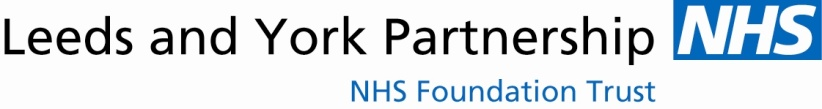 Leeds and York Partnership NHS
NHS Foundation Trust